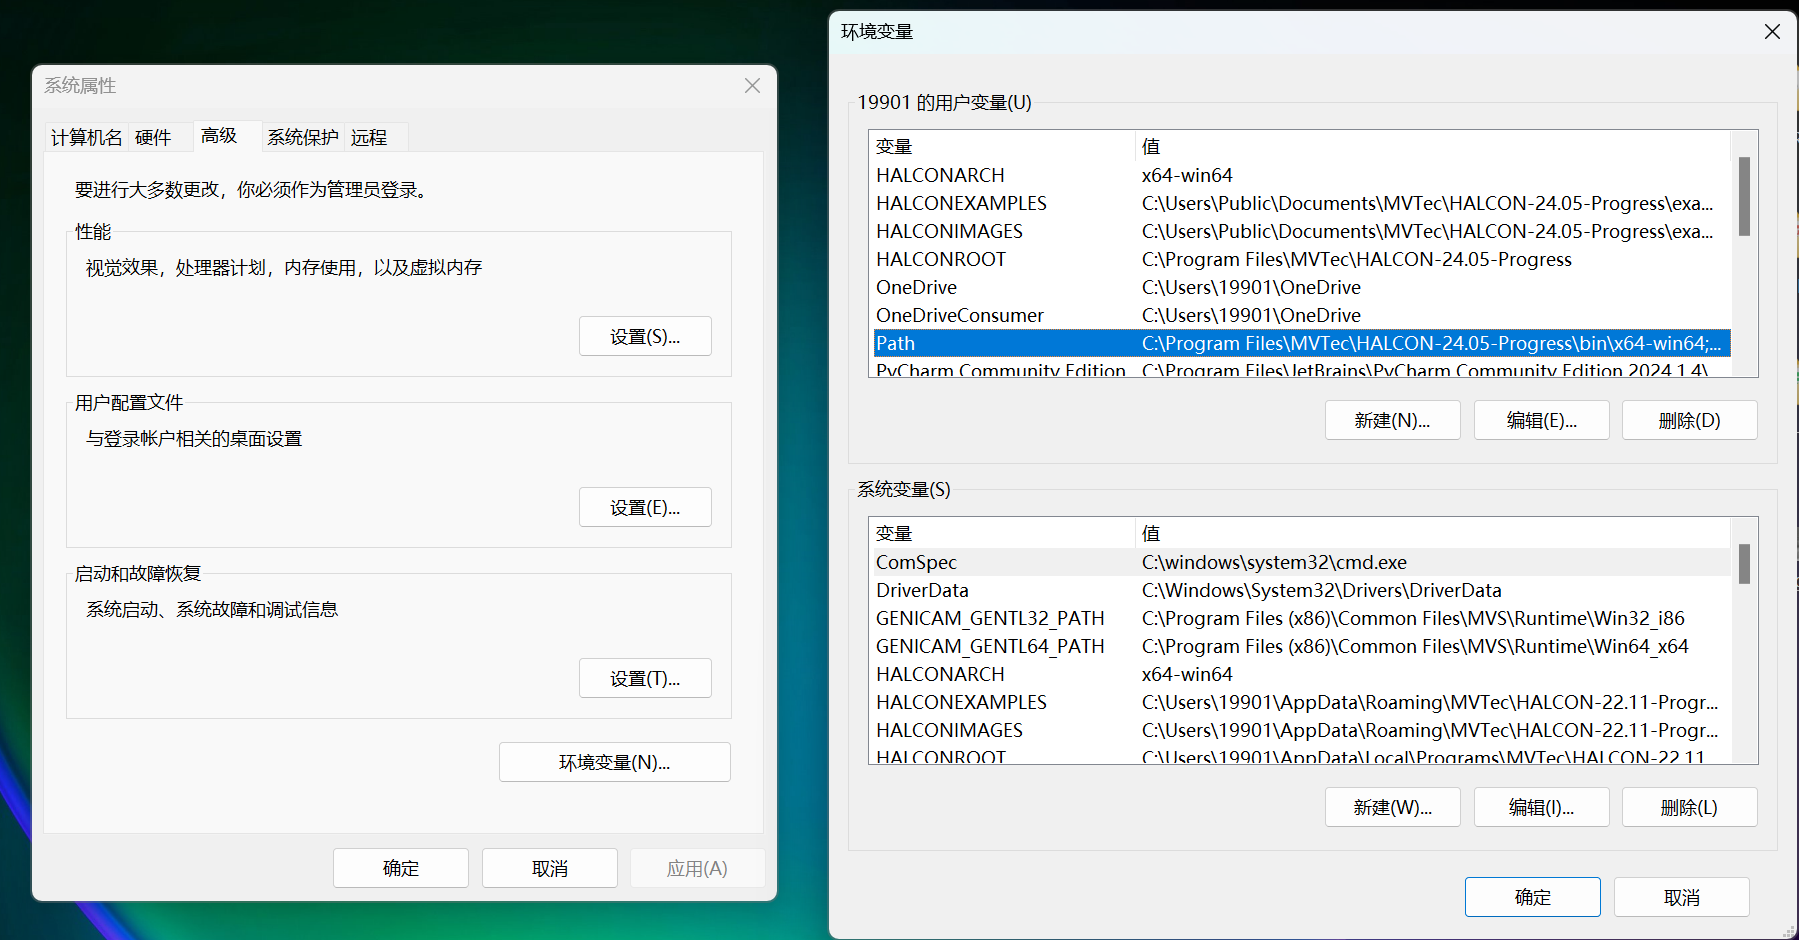 系统属性
计算机名 硬件 高级 系统保护 远程
要进行大多数更改，你必须作为管理员登录。
性能
视觉效果，处理器计划，内存使用，以及虚拟内存
设置(S)...
用户配置文件
与登录帐户相关的桌面设置
设置(E)...
启动和故障恢复
系统启动、系统故障和调试信息
设置(T)...
环境变量(N)...
确定 取消 应用(A)
环境变量
19901 的用户变量(U)
变量 值
HALCONARCH x64-win64
HALCONEXAMPLES C:\Users\Public\Documents\MVTec\HALCON-24.05-Progress\exa...
HALCONIMAGES C:\Users\Public\Documents\MVTec\HALCON-24.05-Progress\exa...
HALCONROOT C:\Program Files\MVTec\HALCON-24.05-Progress
OneDrive C:\Users\19901\OneDrive
OneDriveConsumer C:\Users\19901\OneDrive
Path C:\Program Files\MVTec\HALCON-24.05-Progress\bin\x64-win64;...
PyCharm Community Edition C:\Program Files\JetBrains\PyCharm Community Edition 2024.1.4\
新建(N)... 编辑(E)... 删除(D)
系统变量(S)
变量 值
ComSpec C:\windows\system32\cmd.exe
DriverData C:\Windows\System32\Drivers\DriverData
GENICAM_GENTL32_PATH C:\Program Files (x86)\Common Files\MVS\Runtime\Win32_i86
GENICAM_GENTL64_PATH C:\Program Files (x86)\Common Files\MVS\Runtime\Win64_x64
HALCONARCH x64-win64
HALCONEXAMPLES C:\Users\19901\AppData\Roaming\MVTec\HALCON-22.11-Progr...
HALCONIMAGES C:\Users\19901\AppData\Roaming\MVTec\HALCON-22.11-Progr...
HALCONROOT C:\Users\19901\AppData\Local\Programs\MVTec\HALCON-22.11
新建(W)... 编辑(I)... 删除(L)
确定 取消